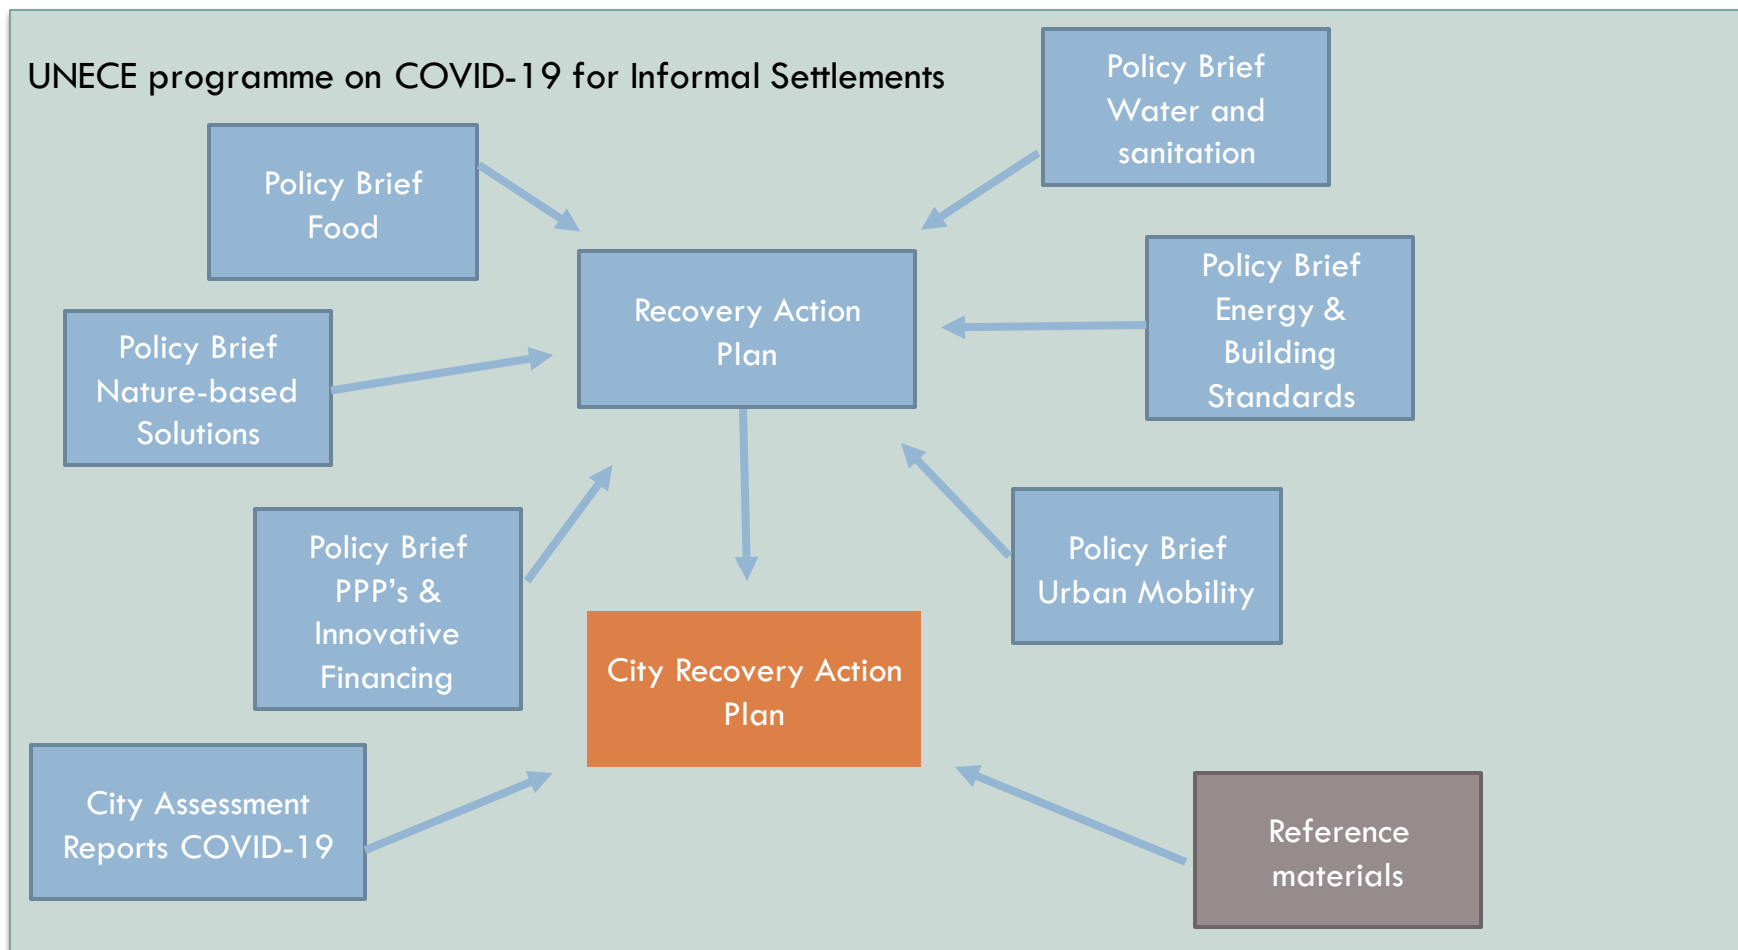 UNECE programme on COVID-19 for Informal Settlements
Policy Brief
Water and
sanitation
Policy Brief
Food
Policy Brief
Energy &
Building
Standards
Recovery Action
Plan
Policy Brief
Nature-based
Solutions
Policy Brief
PPP's &
Innovative
Financing
Policy Brief
Urban Mobility
City Recovery Action
Plan
City Assessment
Reports COVID-19
Reference
materials